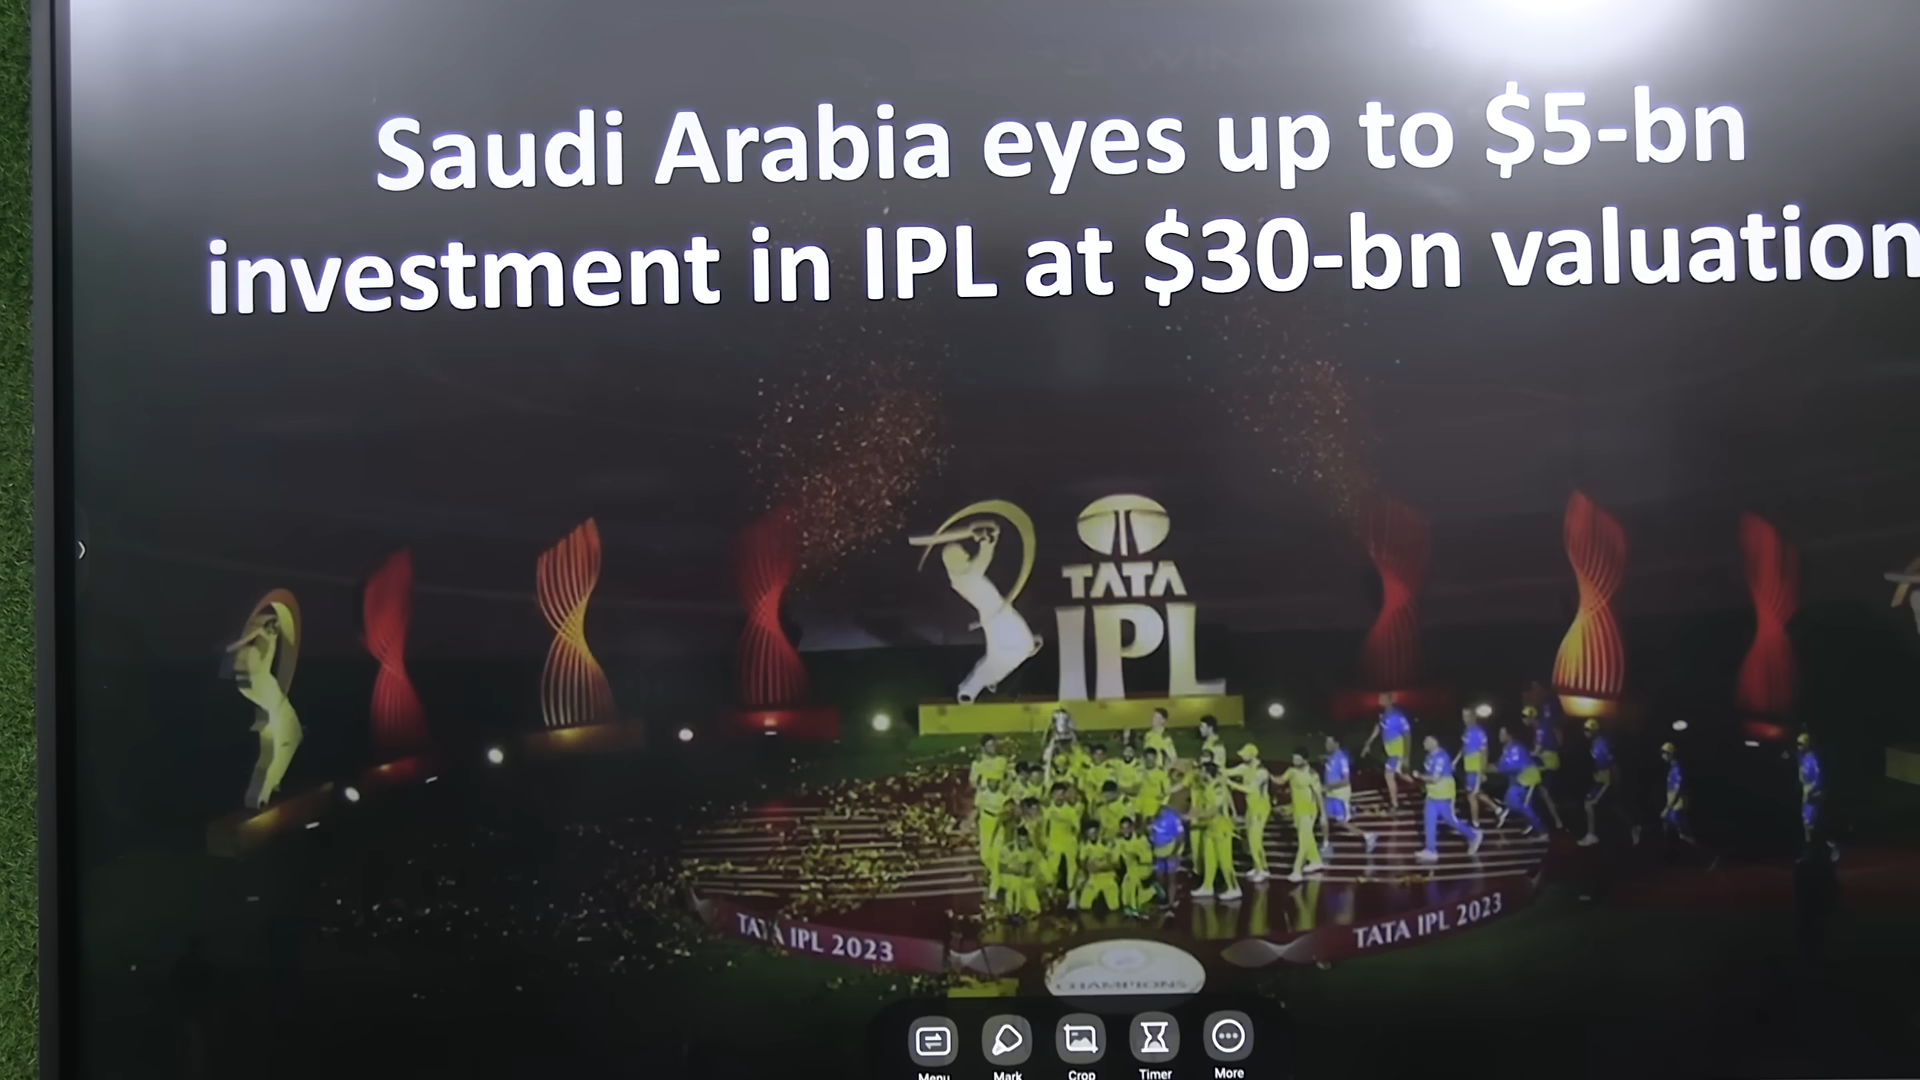 Saudi Arabia eyes up to $5-bn
investment in IPL at $30-bn valuation
TATA
IPL
TATA IPL 2023
TATA IPL 2023
CHAMPIONS
Menu
Mark
Crop
Timer
More